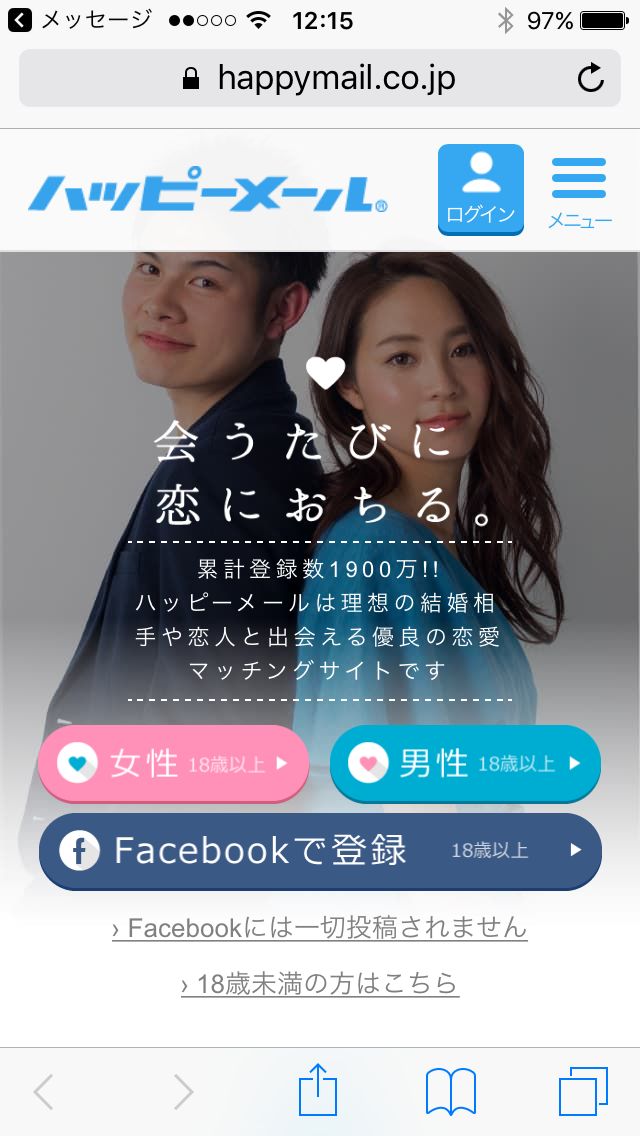 メッセージ 12:15 97%
happymail.co.jp
ハッピーメール®
ログイン
メニュー
会うたびに
恋におちる。
累計登録数1900万!!
ハッピーメールは理想の結婚相
手や恋人と出会える優良の恋愛
マッチングサイトです
女性 18歳以上
男性 18歳以上
f Facebookで登録 18歳以上
› Facebookには一切投稿されません
› 18歳未満の方はこちら